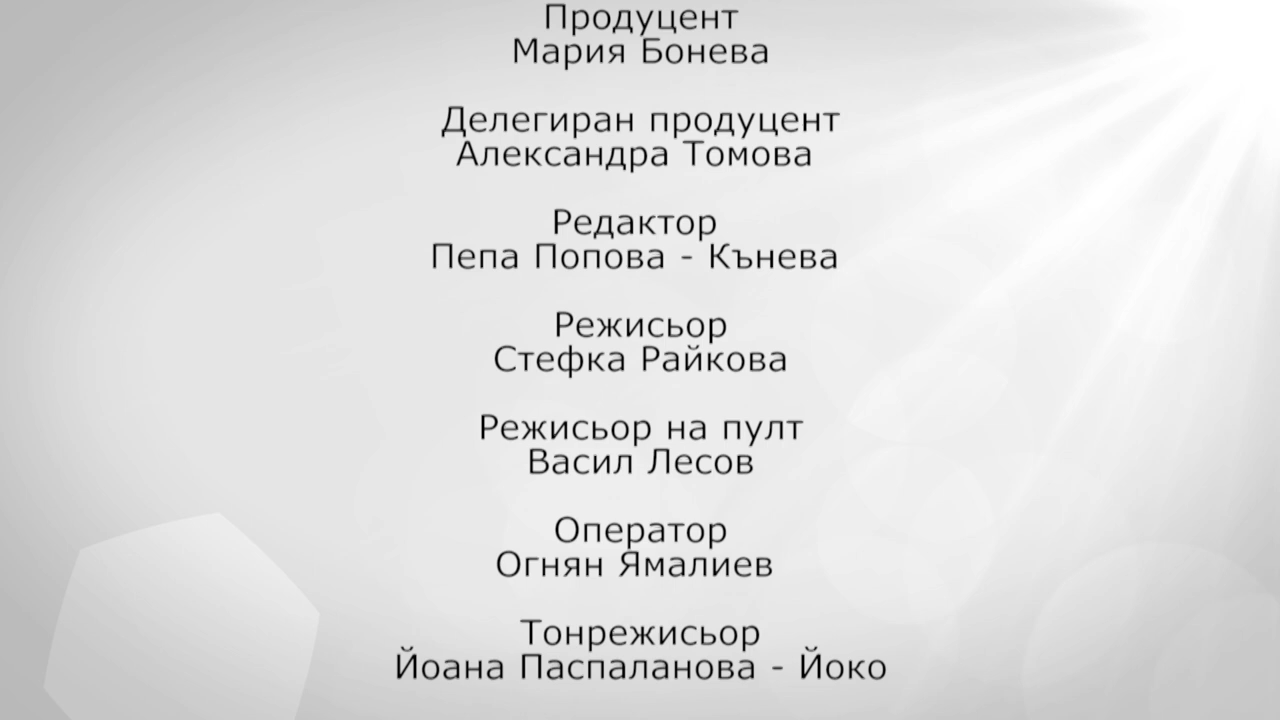 Продуцент
Мария Бонева
Делегиран продуцент
Александра Томова
Редактор
Пепа Попова - Кънева
Режисьор
Стефка Райкова
Режисьор на пулт
Васил Лесов
Оператор
Огнян Ямалиев
Тонрежисьор
Йоана Паспаланова - Йоко